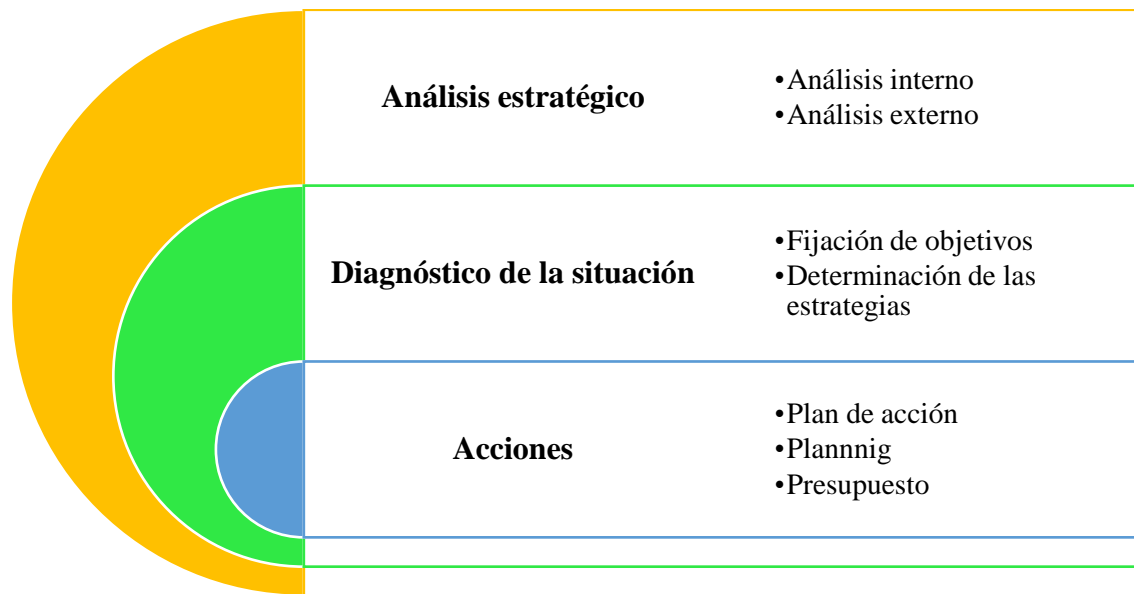 Análisis estratégico
•Análisis interno
•Análisis externo
Diagnóstico de la situación
•Fijación de objetivos
•Determinación de las
estrategias
Acciones
•Plan de acción
•Plannnig
•Presupuesto